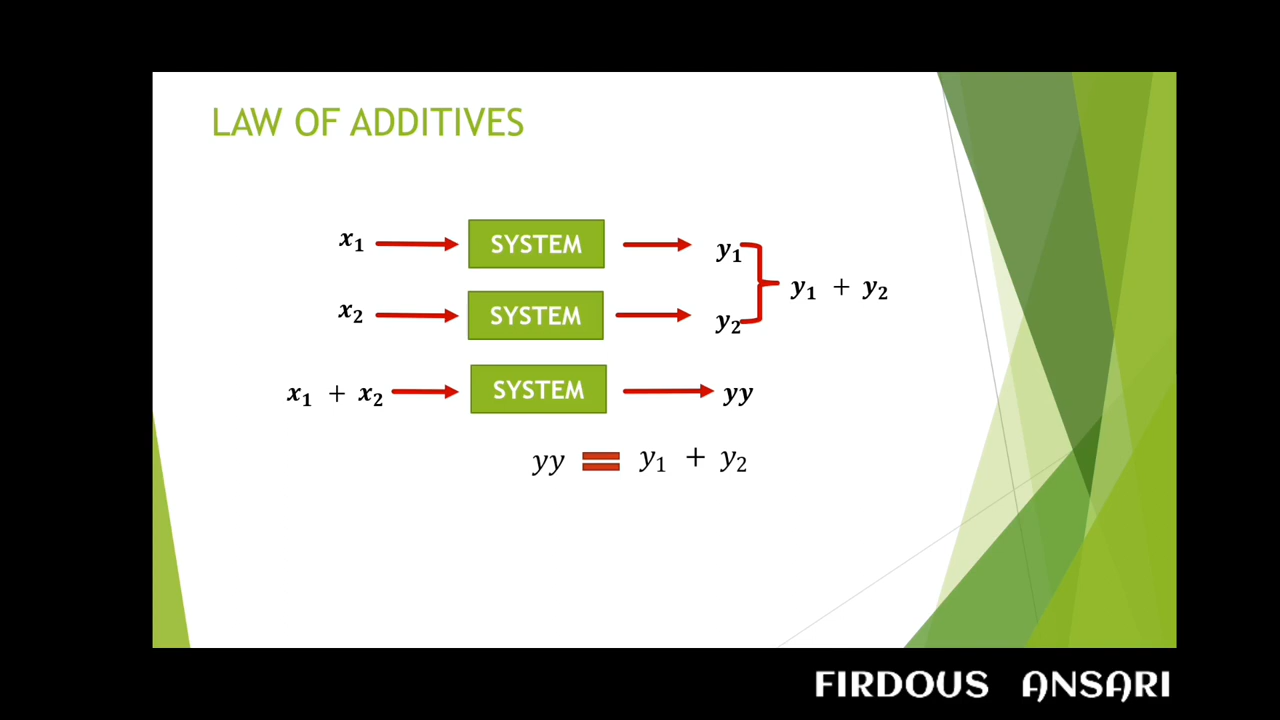 LAW OF ADDITIVES
x₁ SYSTEM y₁
y₁ + y₂
x₂ SYSTEM y₂
x₁ + x₂ SYSTEM yy
yy = y₁ + y₂
FIRDOUS ANSARI